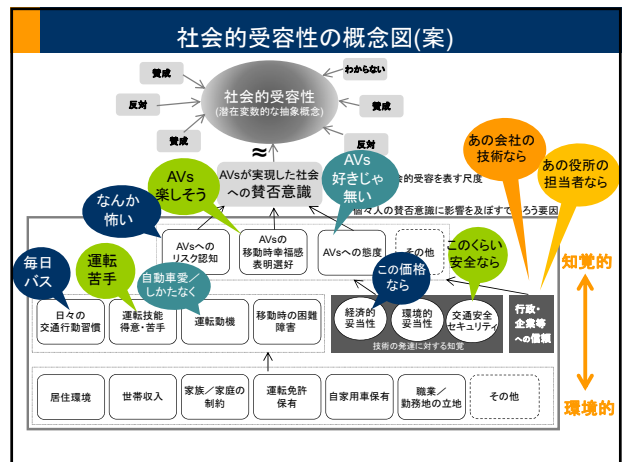 社会的受容性の概念図(案)
賛成
わからない
反対
社会的受容性
(潜在変数的な抽象概念)
賛成
賛成
反対
≈
AVsが実現した社会
への賛否意識
会的受容を表す尺度
個々人の賛否意識に影響を及ぼす
ろう要因
AVs
楽しそう
AVs
好きじゃ
無い
あの会社の
技術なら
あの役所の
担当者なら
なんか
怖い
AVsへの
リスク認知
AVsの
移動時幸福感
表明選好
AVsへの態度
その他
このくらい
安全なら
知覚的
毎日
バス
運転
苦手
自動車愛/
しかたなく
この価格
なら
日々の
交通行動習慣
運転技能
得意・苦手
運転動機
移動時の困難
障害
経済的
妥当性
環境的
妥当性
交通安全
セキュリティ
技術の発達に対する知覚
行政・
企業等
への信頼
居住環境
世帯収入
家族/家庭の
制約
運転免許
保有
自家用車保有
職業/
勤務地の立地
その他
環境的